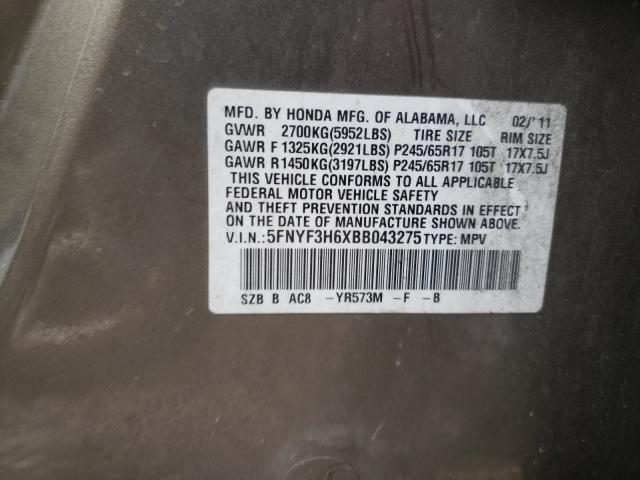 MFD. BY HONDA MFG. OF ALABAMA, LLC 02/'11
GVWR 2700KG(5952LBS) TIRE SIZE RIM SIZE
GAWR F 1325KG(2921LBS) P245/65R17 105T 17X7.5J
GAWR R1450KG(3197LBS) P245/65R17 105T 17X7.5J
THIS VEHICLE CONFORMS TO ALL APPLICABLE
FEDERAL MOTOR VEHICLE SAFETY
AND THEFT PREVENTION STANDARDS IN EFFECT
ON THE DATE OF MANUFACTURE SHOWN ABOVE.
V.I.N.:5FNYF3H6XBB043275 TYPE: MPV
SZB B AC8 -YR573M -F -B